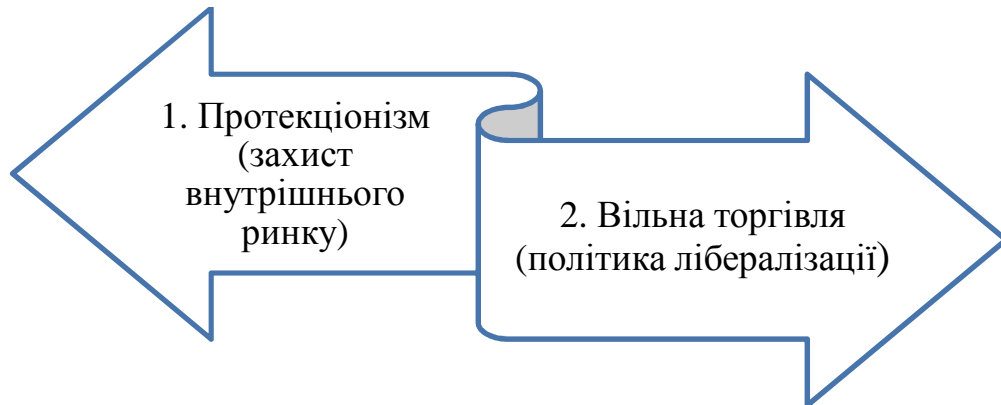 1. Протекціонізм
(захист
внутрішнього
ринку)
2. Вільна торгівля
(політика лібералізації)